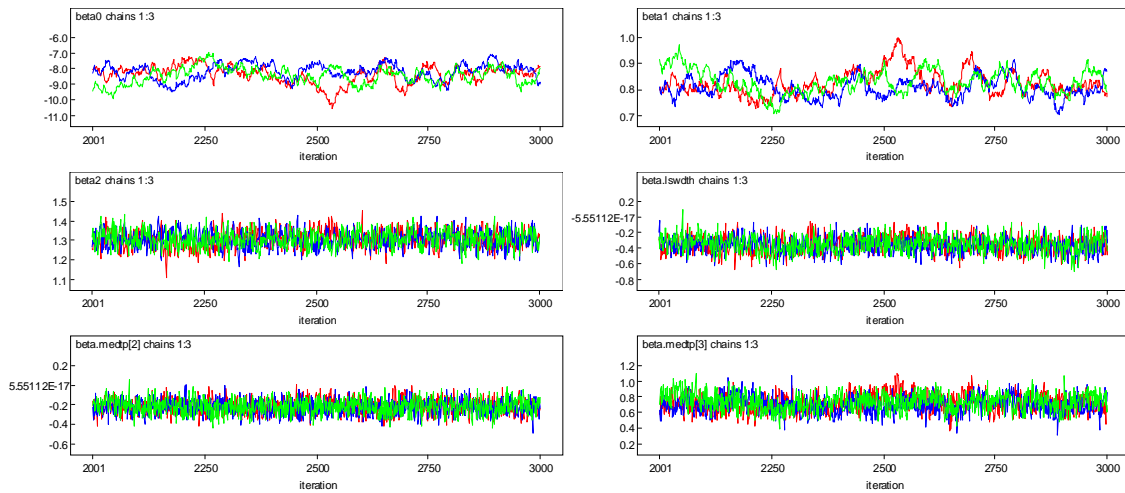 beta0 chains 1:3
-6.0
-7.0
-8.0
-9.0
-10.0
-11.0
2001 2250 2500 2750 3000
iteration
beta1 chains 1:3
1.0
0.9
0.8
0.7
2001 2250 2500 2750 3000
iteration
beta2 chains 1:3
1.5
1.4
1.3
1.2
1.1
2001 2250 2500 2750 3000
iteration
beta.lswdth chains 1:3
0.2
-5.55112E-17
-0.2
-0.4
-0.6
-0.8
2001 2250 2500 2750 3000
iteration
beta.medtp[2] chains 1:3
0.2
5.55112E-17
-0.2
-0.4
-0.6
2001 2250 2500 2750 3000
iteration
beta.medtp[3] chains 1:3
1.2
1.0
0.8
0.6
0.4
0.2
2001 2250 2500 2750 3000
iteration